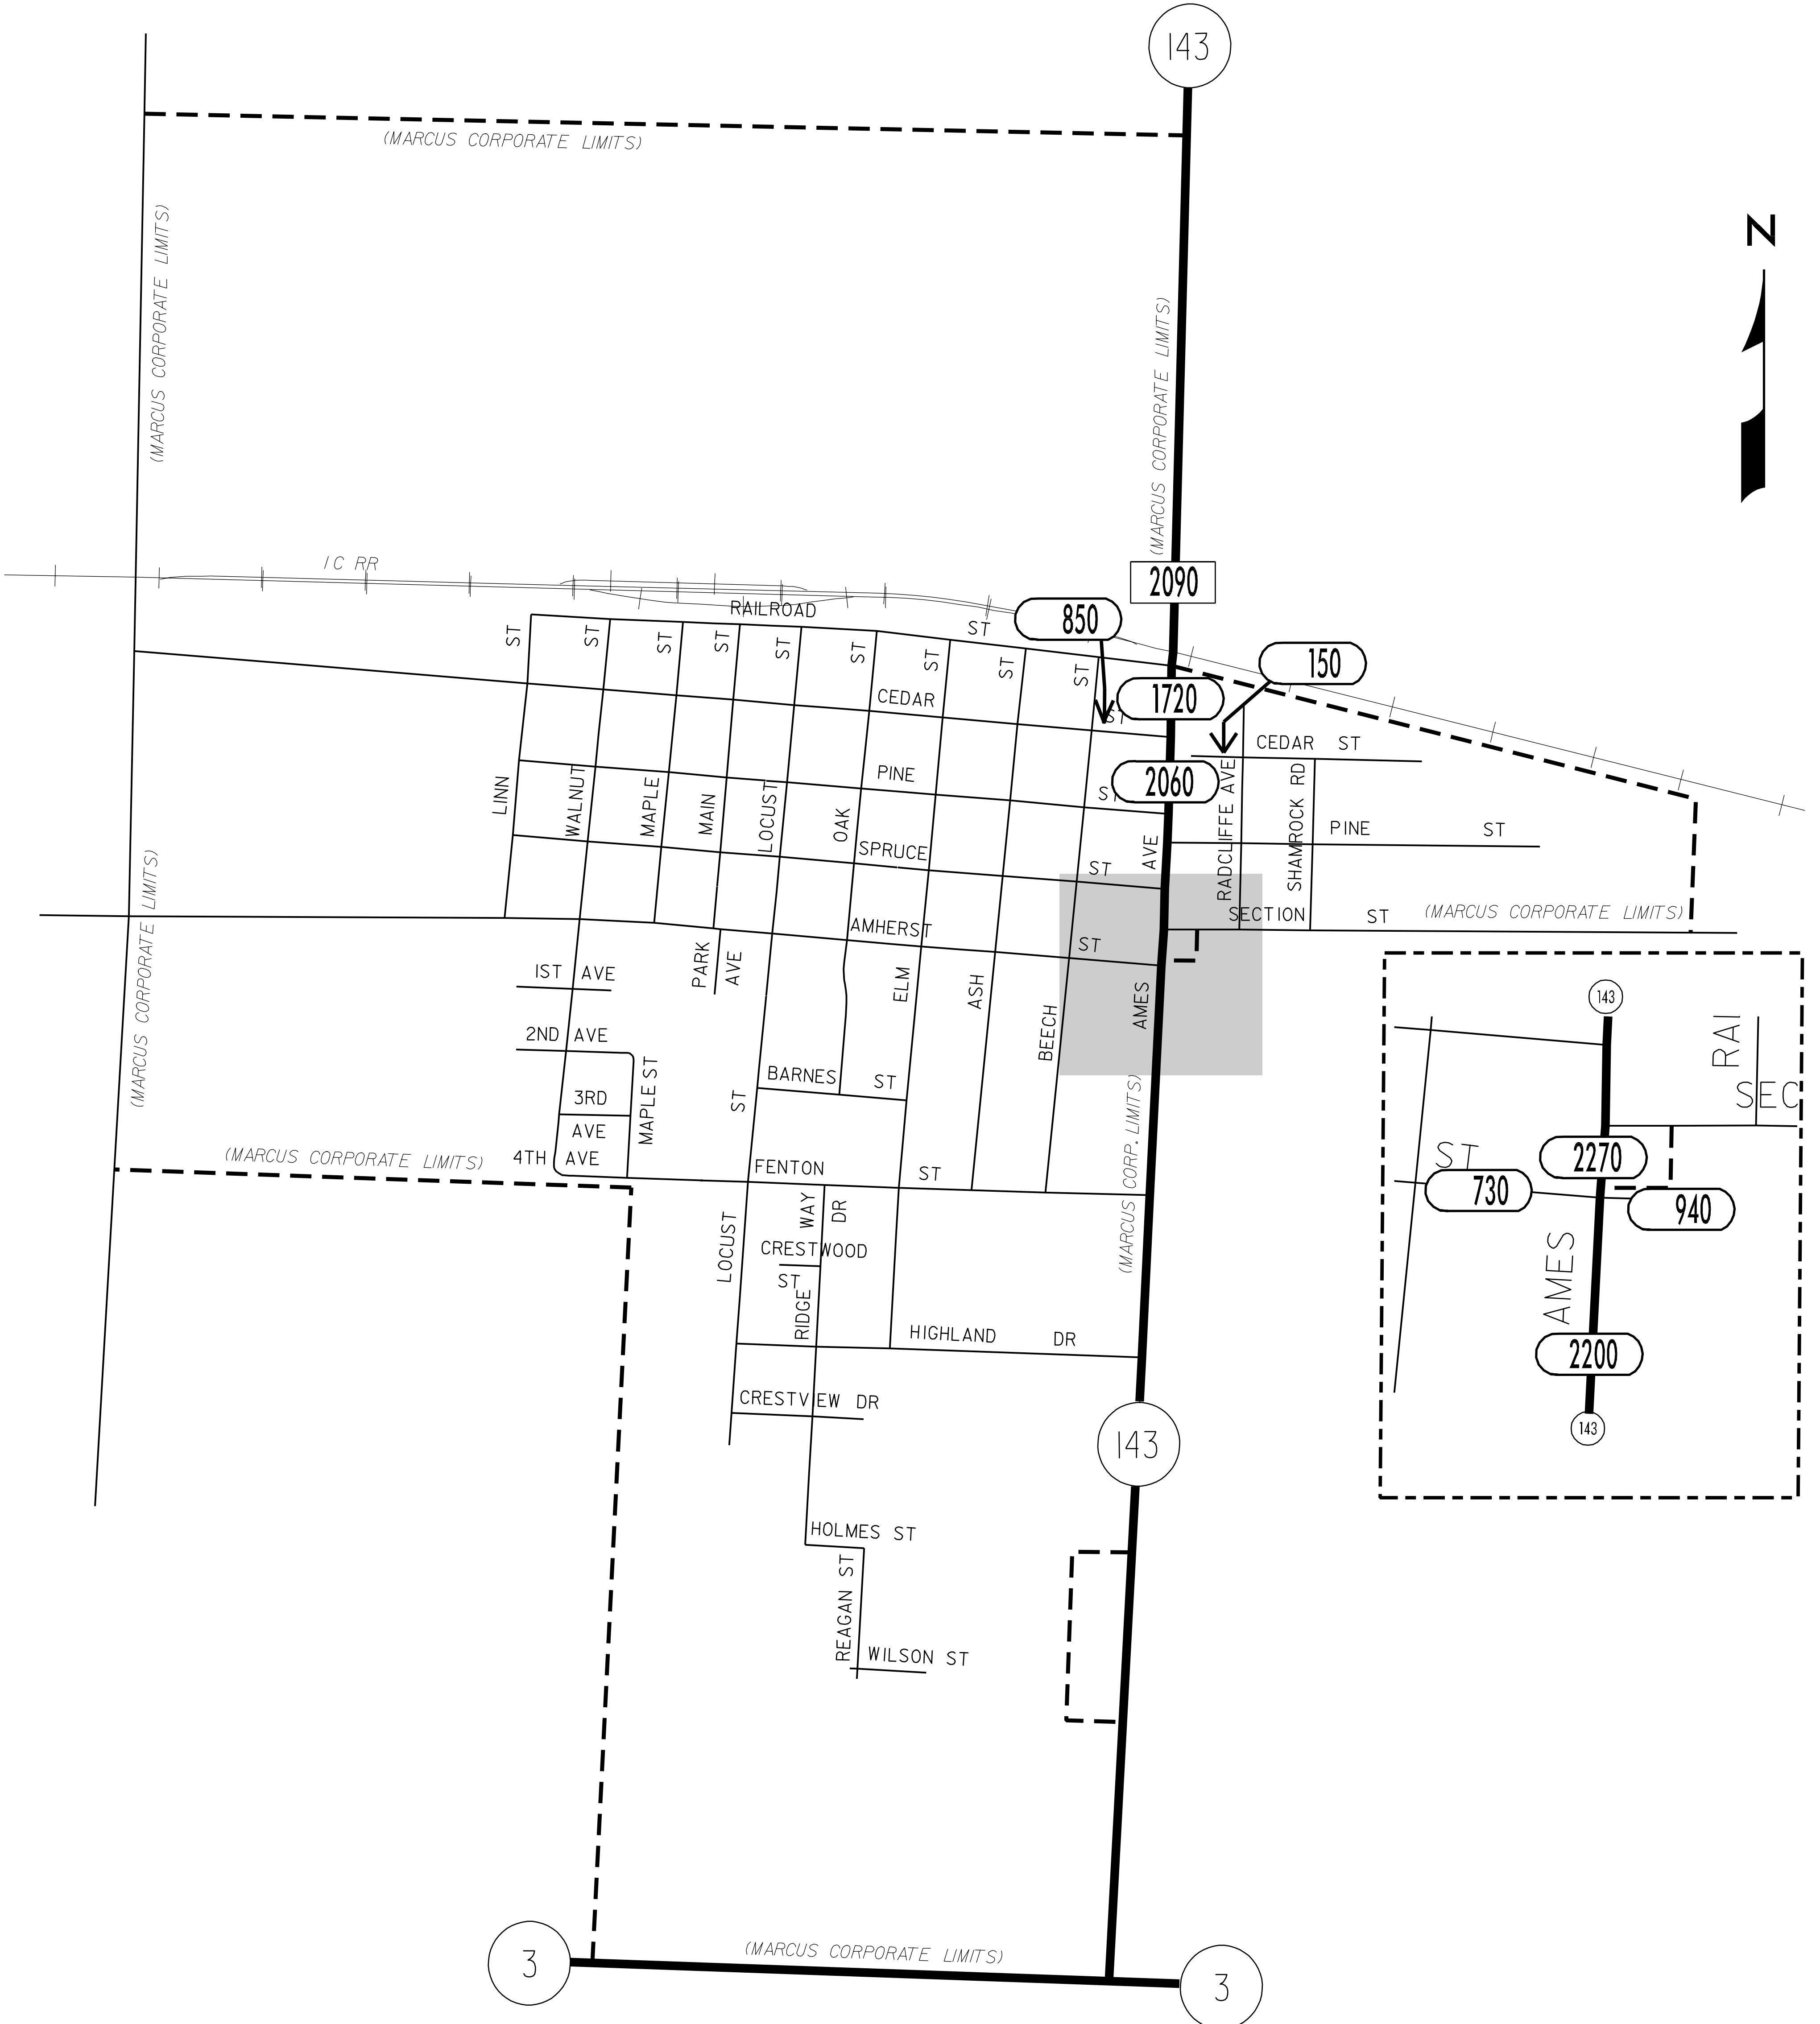 143
(MARCUS CORPORATE LIMITS)
N
(MARCUS CORPORATE LIMITS)
(MARCUS CORPORATE LIMITS)
I C RR
2090
RAILROAD
ST
850
150
ST
ST
ST
ST
ST
ST
ST
ST
ST
1720
CEDAR
ST
CEDAR ST
PINE
ST
2060
LINN
WALNUT
MAPLE
MAIN
LOCUST
OAK
SPRUCE
ST
AVE
RADCLIFFE AVE
SHAMROCK RD
PINE
ST
SECTION
ST
(MARCUS CORPORATE LIMITS)
(MARCUS CORPORATE LIMITS)
AMHERST
ST
PARK
AVE
ELM
ASH
BEECH
AMES
1ST AVE
2ND AVE
3RD
AVE
4TH AVE
MAPLE ST
BARNES
ST
ST
(MARCUS CORPORATE LIMITS)
FENTON
ST
(MARCUS CORP. LIMITS)
LOCUST
WAY
DR
CRESTWOOD
ST
RIDGE
HIGHLAND
DR
CRESTVIEW DR
143
HOLMES ST
REAGAN ST
WILSON ST
(MARCUS CORPORATE LIMITS)
3
3
143
RAI
SEC
ST
2270
730
940
AMES
2200
143